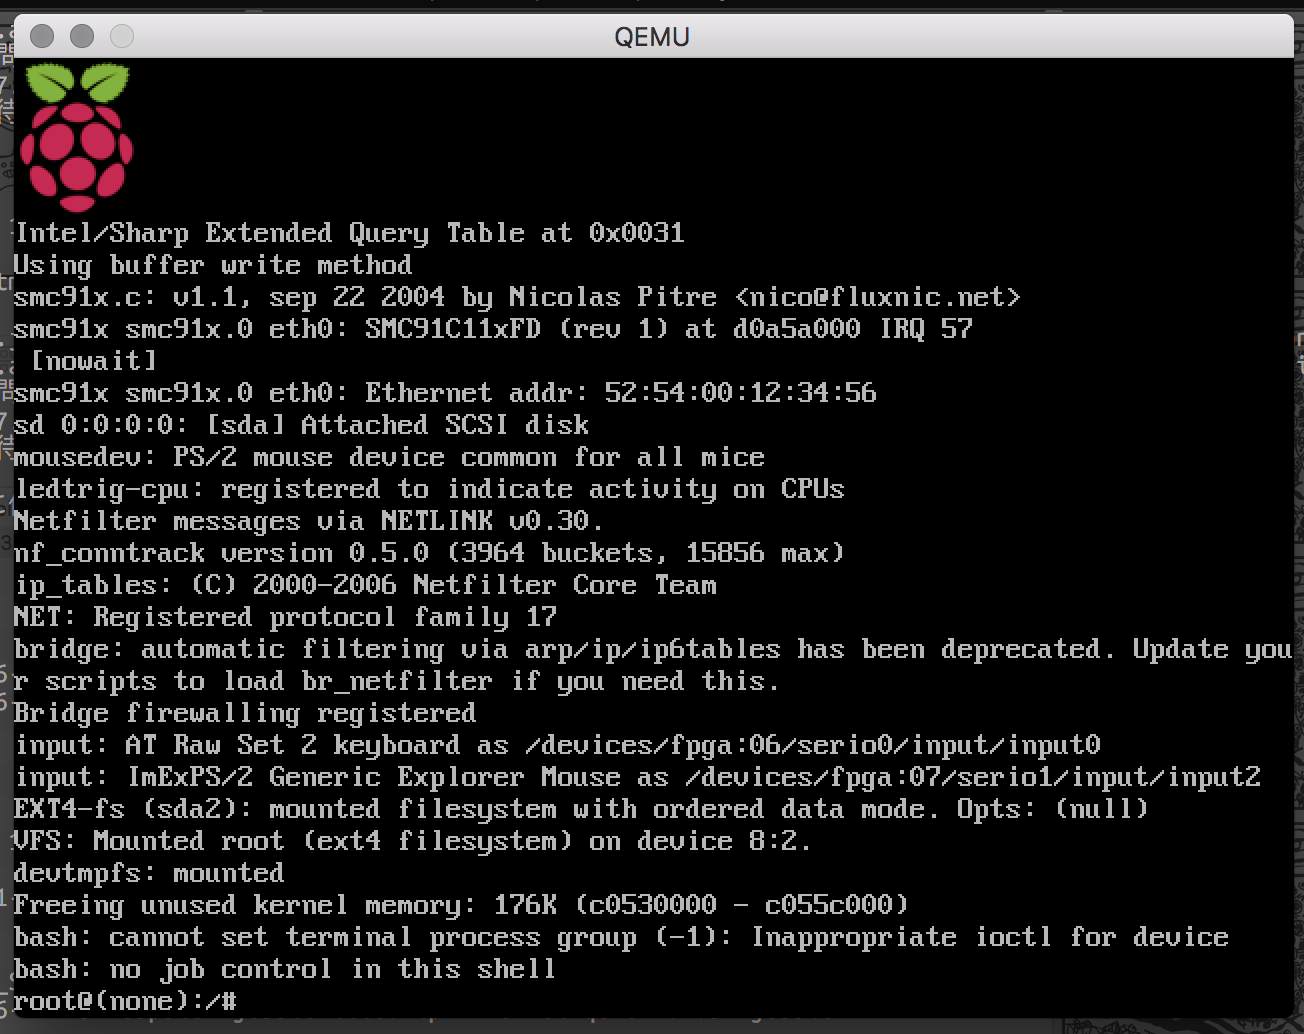 QEMU
Intel/Sharp Extended Query Table at 0x0031
Using buffer write method
smc91x.c: v1.1, sep 22 2004 by Nicolas Pitre <nico@fluxnic.net>
smc91x smc91x.0 eth0: SMC91C11xFD (rev 1) at d0a5a000 IRQ 57
 [nowait]
smc91x smc91x.0 eth0: Ethernet addr: 52:54:00:12:34:56
sd 0:0:0:0: [sda] Attached SCSI disk
mousedev: PS/2 mouse device common for all mice
ledtrig-cpu: registered to indicate activity on CPUs
Netfilter messages via NETLINK v0.30.
nf_conntrack version 0.5.0 (3964 buckets, 15856 max)
ip_tables: (C) 2000-2006 Netfilter Core Team
NET: Registered protocol family 17
bridge: automatic filtering via arp/ip/ip6tables has been deprecated. Update you
r scripts to load br_netfilter if you need this.
Bridge firewalling registered
input: AT Raw Set 2 keyboard as /devices/fpga:06/serio0/input/input0
input: ImExPS/2 Generic Explorer Mouse as /devices/fpga:07/serio1/input/input2
EXT4-fs (sda2): mounted filesystem with ordered data mode. Opts: (null)
VFS: Mounted root (ext4 filesystem) on device 8:2.
devtmpfs: mounted
Freeing unused kernel memory: 176K (c0530000 - c055c000)
bash: cannot set terminal process group (-1): Inappropriate ioctl for device
bash: no job control in this shell
root@(none):/#